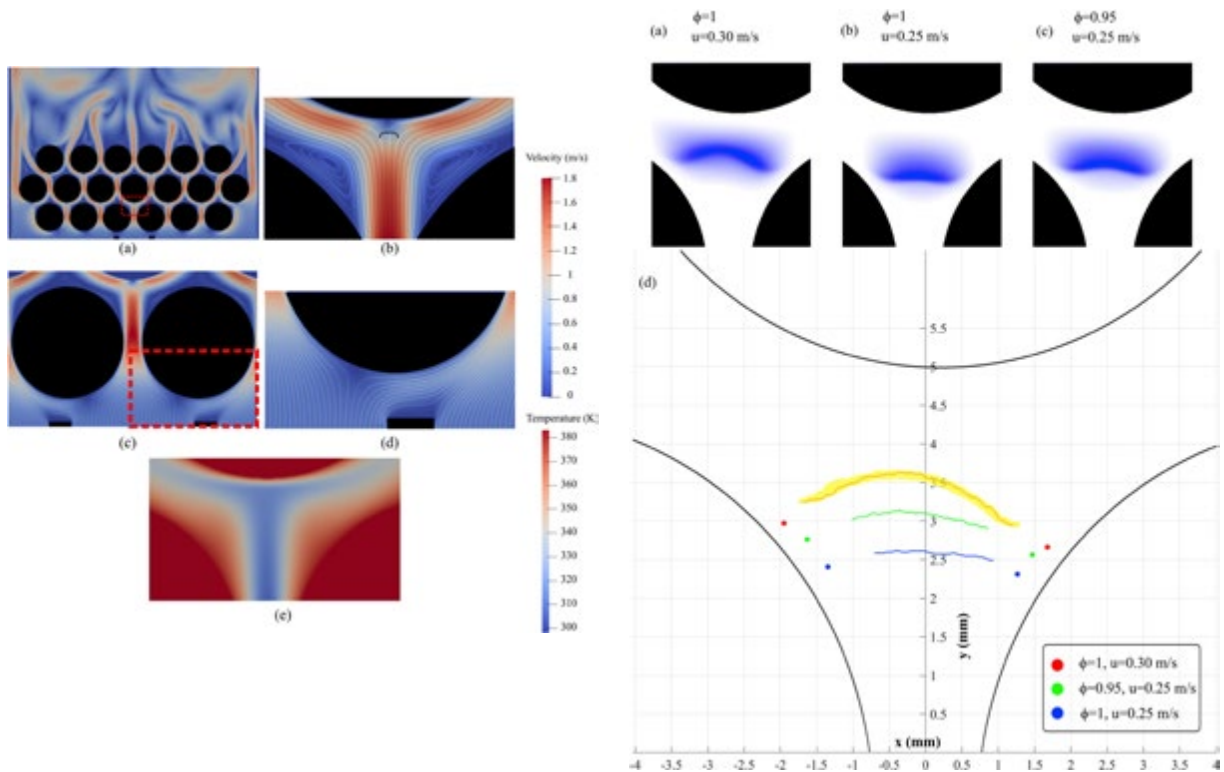 (a)
(b)
Velocity (m/s)
1.8
1.6
1.4
1.2
1
0.8
0.6
0.4
0.2
0
(c)
(d)
Temperature (K)
380
370
360
350
340
330
320
310
300
(e)
(a)
ϕ=1
u=0.30 m/s
(b)
ϕ=1
u=0.25 m/s
(c)
ϕ=0.95
u=0.25 m/s
(d)
5.5
5
4.5
4
3.5
3
2.5
2
1.5
1
0.5
y (mm)
x (mm)
ϕ=1, u=0.30 m/s
ϕ=0.95, u=0.25 m/s
ϕ=1, u=0.25 m/s
-4 -3.5 -3 -2.5 -2 -1.5 -1 -0.5 0 0.5 1 1.5 2 2.5 3 3.5 4